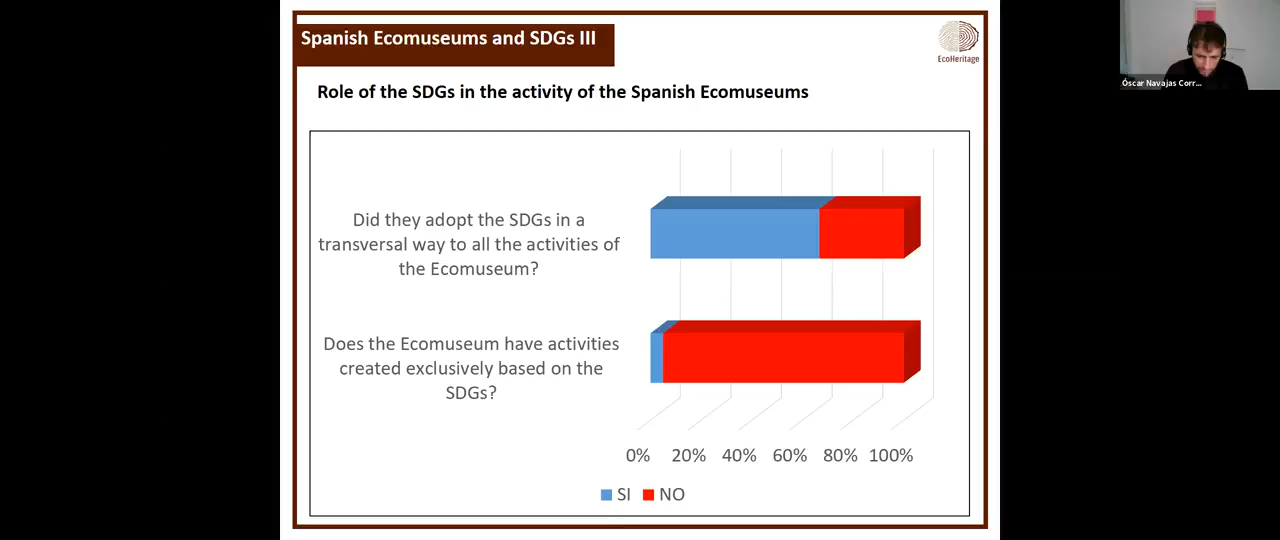 Spanish Ecomuseums and SDGs III
EcoHeritage
Óscar Navajas Corr...
Role of the SDGs in the activity of the Spanish Ecomuseums
Did they adopt the SDGs in a
transversal way to all the activities of
the Ecomuseum?
Does the Ecomuseum have activities
created exclusively based on the
SDGs?
0% 20% 40% 60% 80% 100%
SI NO